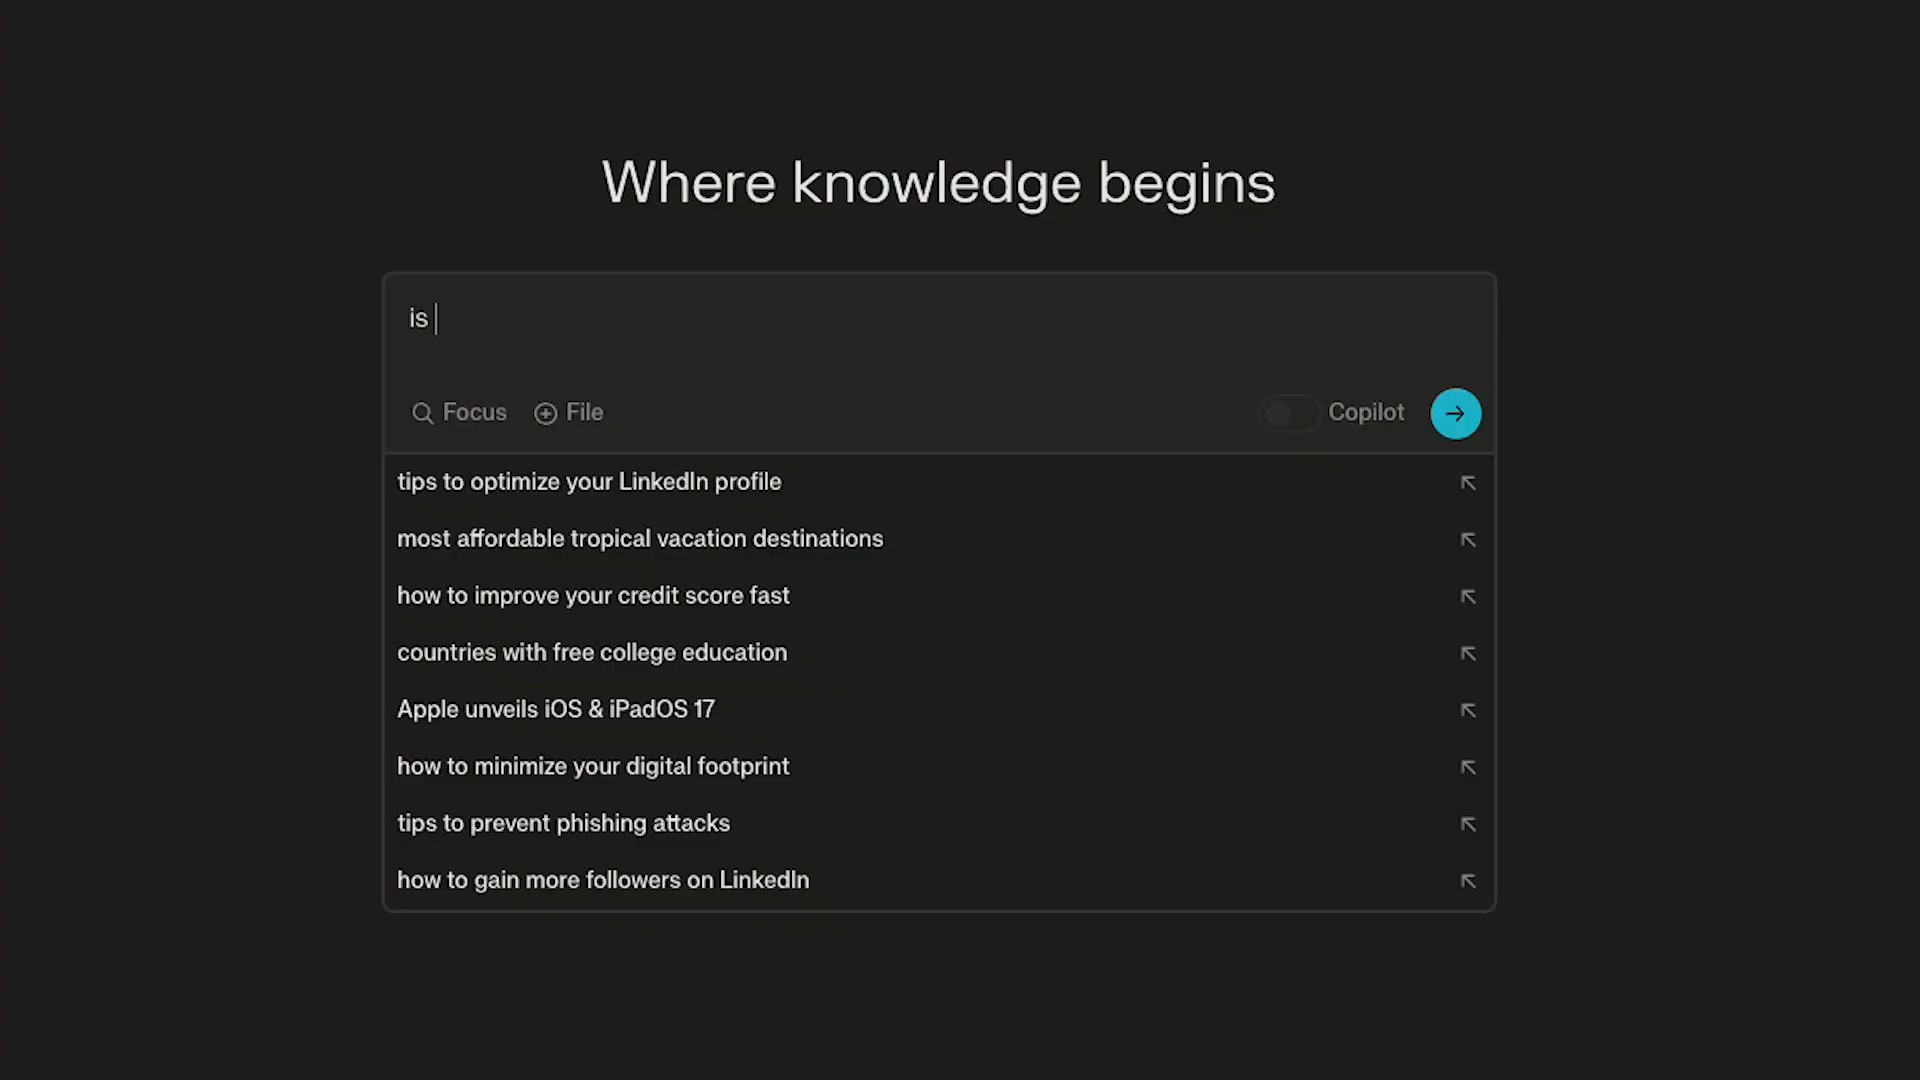 Where knowledge begins
is
Focus File Copilot
tips to optimize your LinkedIn profile
most affordable tropical vacation destinations
how to improve your credit score fast
countries with free college education
Apple unveils iOS & iPadOS 17
how to minimize your digital footprint
tips to prevent phishing attacks
how to gain more followers on LinkedIn